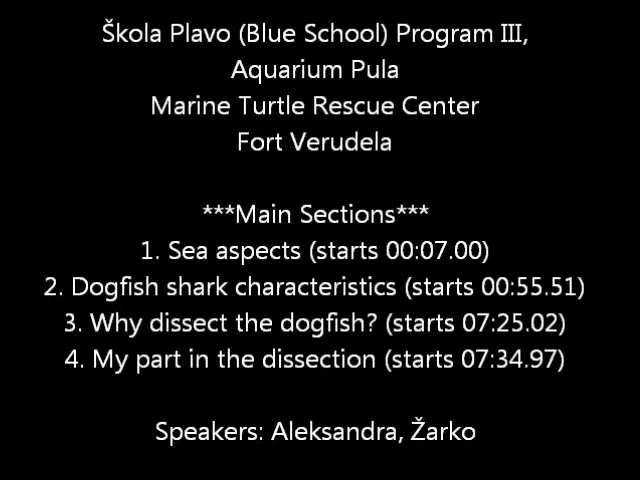 Škola Plavo (Blue School) Program III,
Aquarium Pula
Marine Turtle Rescue Center
Fort Verudela
***Main Sections***
1. Sea aspects (starts 00:07.00)
2. Dogfish shark characteristics (starts 00:55.51)
3. Why dissect the dogfish? (starts 07:25.02)
4. My part in the dissection (starts 07:34.97)
Speakers: Aleksandra, Žarko